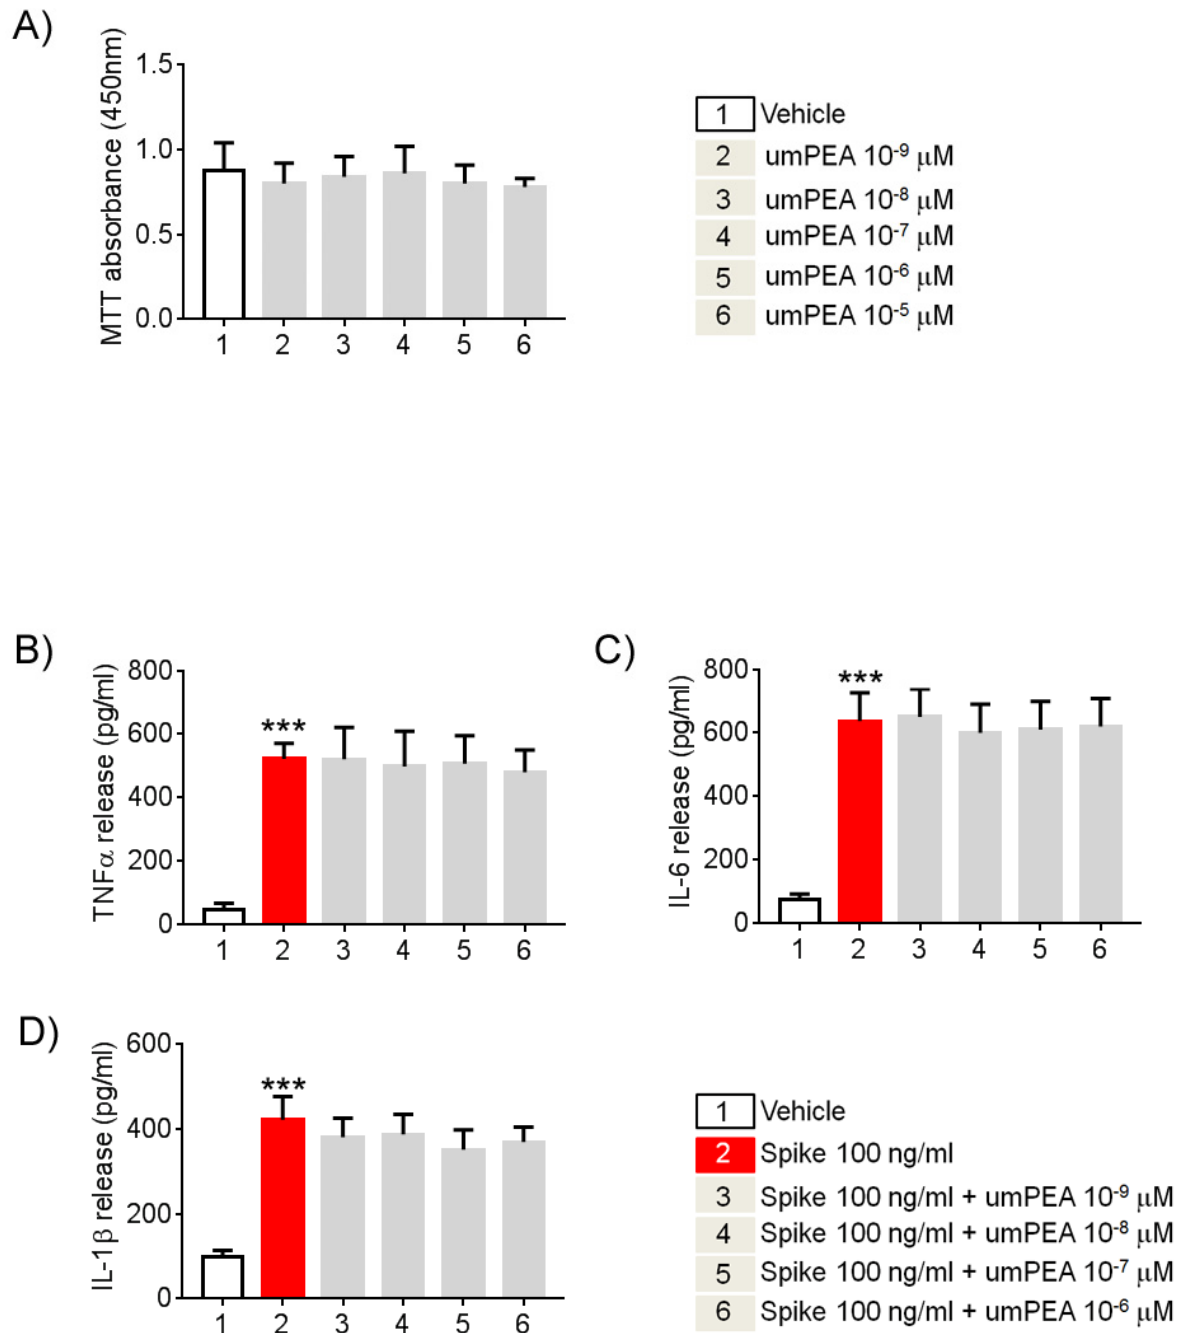 A)
MTT absorbance (450nm)
1.5
1.0
0.5
0.0
1 2 3 4 5 6
1 Vehicle
2 umPEA 10⁻⁹ μM
3 umPEA 10⁻⁸ μM
4 umPEA 10⁻⁷ μM
5 umPEA 10⁻⁶ μM
6 umPEA 10⁻⁵ μM
B)
TNFα release (pg/ml)
800
600
400
200
0
***
1 2 3 4 5 6
C)
IL-6 release (pg/ml)
800
600
400
200
0
***
1 2 3 4 5 6
D)
IL-1β release (pg/ml)
600
400
200
0
***
1 2 3 4 5 6
1 Vehicle
2 Spike 100 ng/ml
3 Spike 100 ng/ml + umPEA 10⁻⁹ μM
4 Spike 100 ng/ml + umPEA 10⁻⁸ μM
5 Spike 100 ng/ml + umPEA 10⁻⁷ μM
6 Spike 100 ng/ml + umPEA 10⁻⁶ μM